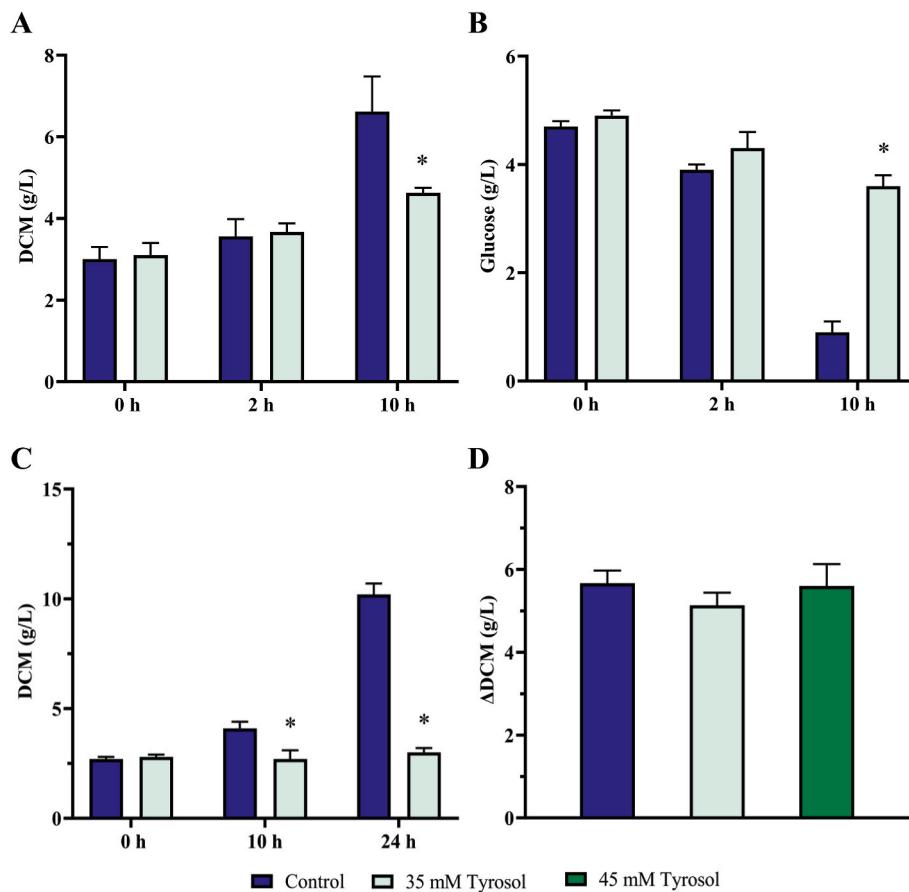 A
DCM (g/L)
8
6
4
2
0
0 h 2 h 10 h
*
B
Glucose (g/L)
6
4
2
0
0 h 2 h 10 h
*
C
DCM (g/L)
15
10
5
0
0 h 10 h 24 h
* *
D
ΔDCM (g/L)
8
6
4
2
0
Control 35 mM Tyrosol 45 mM Tyrosol